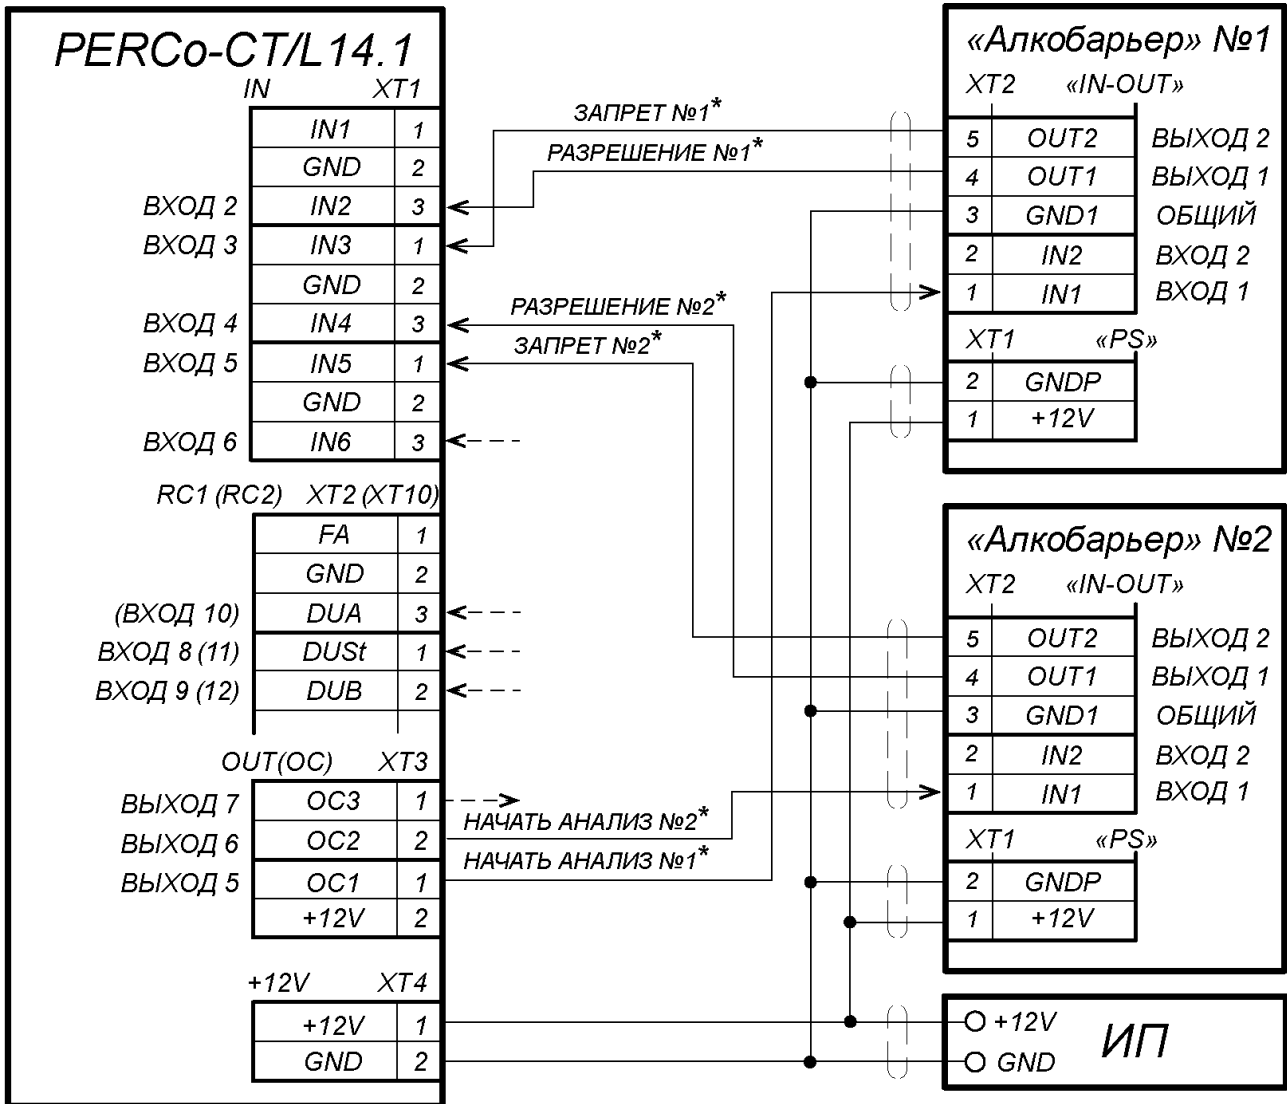 PERCo-CT/L14.1
IN XT1
IN1 1
GND 2
ВХОД 2 IN2 3
ВХОД 3 IN3 1
GND 2
ВХОД 4 IN4 3
ВХОД 5 IN5 1
GND 2
ВХОД 6 IN6 3
RC1 (RC2) XT2 (XT10)
FA 1
GND 2
(ВХОД 10) DUA 3
ВХОД 8 (11) DUSt 1
ВХОД 9 (12) DUB 2
OUT(OC) XT3
ВЫХОД 7 OC3 1
ВЫХОД 6 OC2 2
ВЫХОД 5 OC1 1
+12V 2
+12V XT4
+12V 1
GND 2
ЗАПРЕТ №1*
РАЗРЕШЕНИЕ №1*
РАЗРЕШЕНИЕ №2*
ЗАПРЕТ №2*
НАЧАТЬ АНАЛИЗ №2*
НАЧАТЬ АНАЛИЗ №1*
«Алкобарьер» №1
XT2 «IN-OUT»
5 OUT2 ВЫХОД 2
4 OUT1 ВЫХОД 1
3 GND1 ОБЩИЙ
2 IN2 ВХОД 2
1 IN1 ВХОД 1
XT1 «PS»
2 GNDP
1 +12V
«Алкобарьер» №2
XT2 «IN-OUT»
5 OUT2 ВЫХОД 2
4 OUT1 ВЫХОД 1
3 GND1 ОБЩИЙ
2 IN2 ВХОД 2
1 IN1 ВХОД 1
XT1 «PS»
2 GNDP
1 +12V
+12V
GND
ИП